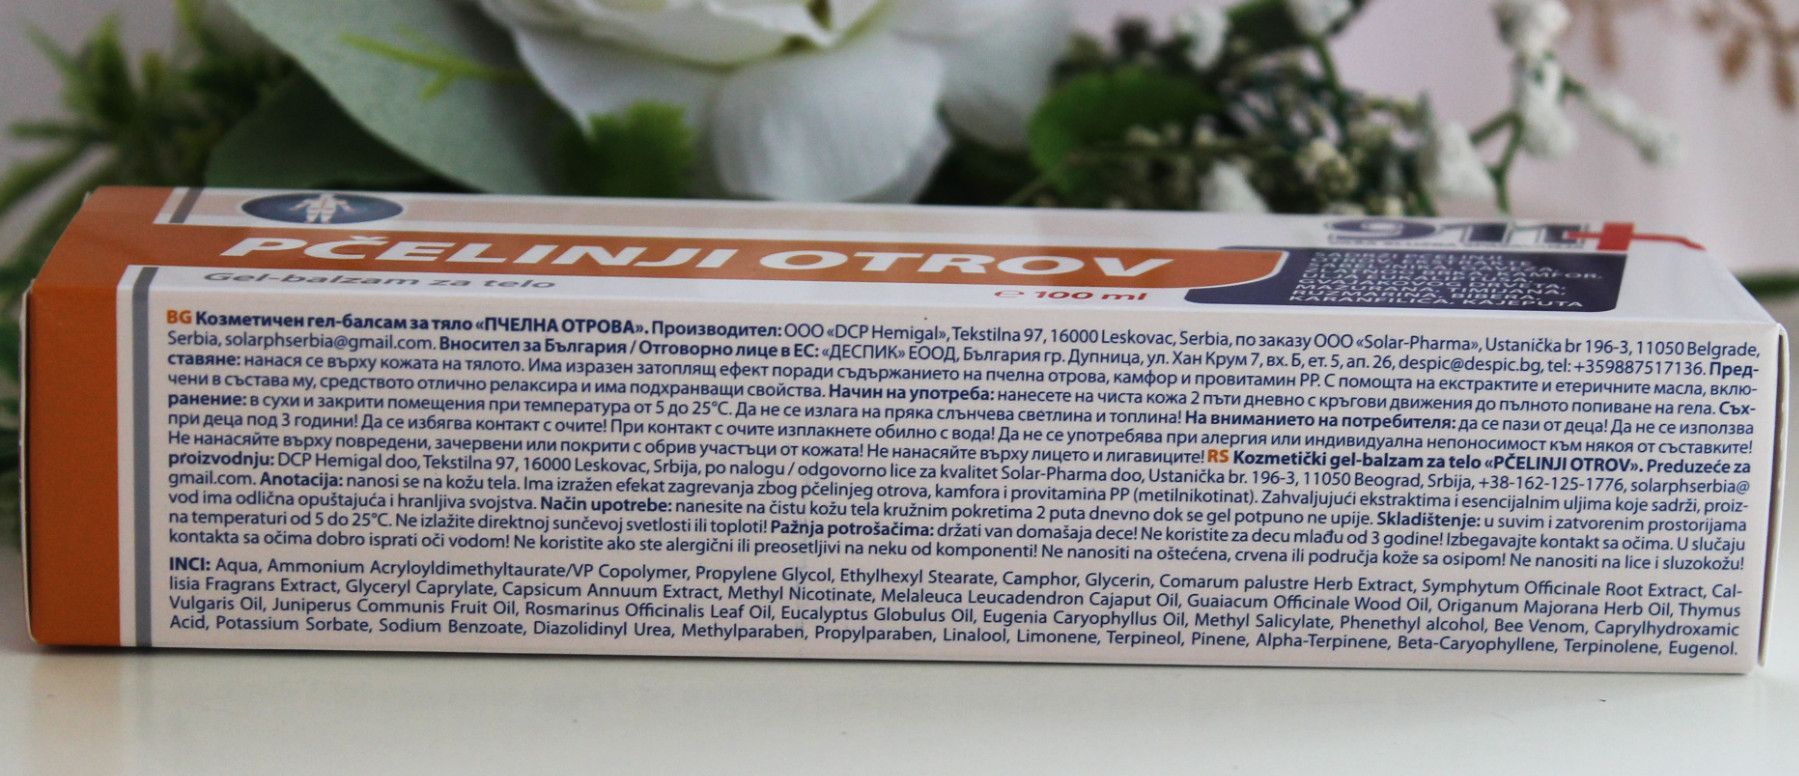 911+
PČELINJI OTROV
Gel-balzam za telo
℮ 100 ml
KARANFILIĆA, KAJEPUTA
BG Козметичен гел-балсам за тяло «ПЧЕЛНА ОТРОВА». Производител: ООО «DCP Hemigal», Tekstilna 97, 16000 Leskovac, Serbia, по заказу ООО «Solar-Pharma», Ustanička br 196-3, 11050 Belgrade,
Serbia, solarphserbia@gmail.com. Вносител за България / Отговорно лице в ЕС: «ДЕСПИК» ЕООД, България гр. Дупница, ул. Хан Крум 7, вх. Б, ет. 5, ап. 26, despic@despic.bg, tel: +359887517136. Пред-
ставяне: нанася се върху кожата на тялото. Има изразен затоплящ ефект поради съдържанието на пчелна отрова, камфор и провитамин PP. С помощта на екстрактите и етеричните масла, вклю-
чени в състава му, средството отлично релаксира и има подхранващи свойства. Начин на употреба: нанесете на чиста кожа 2 пъти дневно с кръгови движения до пълното попиване на гела. Съх-
ранение: в сухи и закрити помещения при температура от 5 до 25°C. Да не се излага на пряка слънчева светлина и топлина! На вниманието на потребителя: да се пази от деца! Да не се използва
при деца под 3 години! Да се избягва контакт с очите! При контакт с очите изплакнете обилно с вода! Да не се употребява при алергия или индивидуална непоносимост към някоя от съставките!
Не нанасяйте върху повредени, зачервени или покрити с обрив участъци от кожата! Не нанасяйте върху лицето и лигавиците! RS Kozmetički gel-balzam za telo «PČELINJI OTROV». Preduzeće za
proizvodnju: DCP Hemigal doo, Tekstilna 97, 16000 Leskovac, Srbija, po nalogu / odgovorno lice za kvalitet Solar-Pharma doo, Ustanička br. 196-3, 11050 Beograd, Srbija, +38-162-125-1776, solarphserbia@
gmail.com. Anotacija: nanosi se na kožu tela. Ima izražen efekat zagrevanja zbog pčelinjeg otrova, kamfora i provitamina PP (metilnikotinat). Zahvaljujući ekstraktima i esencijalnim uljima koje sadrži, proiz-
vod ima odlična opuštajuća i hranljiva svojstva. Način upotrebe: nanesite na čistu kožu tela kružnim pokretima 2 puta dnevno dok se gel potpuno ne upije. Skladištenje: u suvim i zatvorenim prostorijama
na temperaturi od 5 do 25°C. Ne izlažite direktnoj sunčevoj svetlosti ili toploti! Pažnja potrošačima: držati van domašaja dece! Ne koristite za decu mlađu od 3 godine! Izbegavajte kontakt sa očima. U slučaju
kontakta sa očima dobro isprati oči vodom! Ne koristite ako ste alergični ili preosetljivi na neku od komponenti! Ne nanositi na oštećena, crvena ili područja kože sa osipom! Ne nanositi na lice i sluzokožu!
INCI: Aqua, Ammonium Acryloyldimethyltaurate/VP Copolymer, Propylene Glycol, Ethylhexyl Stearate, Camphor, Glycerin, Comarum palustre Herb Extract, Symphytum Officinale Root Extract, Cal-
lisia Fragrans Extract, Glyceryl Caprylate, Capsicum Annuum Extract, Methyl Nicotinate, Melaleuca Leucadendron Cajaput Oil, Guaiacum Officinale Wood Oil, Origanum Majorana Herb Oil, Thymus
Vulgaris Oil, Juniperus Communis Fruit Oil, Rosmarinus Officinalis Leaf Oil, Eucalyptus Globulus Oil, Eugenia Caryophyllus Oil, Methyl Salicylate, Phenethyl alcohol, Bee Venom, Caprylhydroxamic
Acid, Potassium Sorbate, Sodium Benzoate, Diazolidinyl Urea, Methylparaben, Propylparaben, Linalool, Limonene, Terpineol, Pinene, Alpha-Terpinene, Beta-Caryophyllene, Terpinolene, Eugenol.